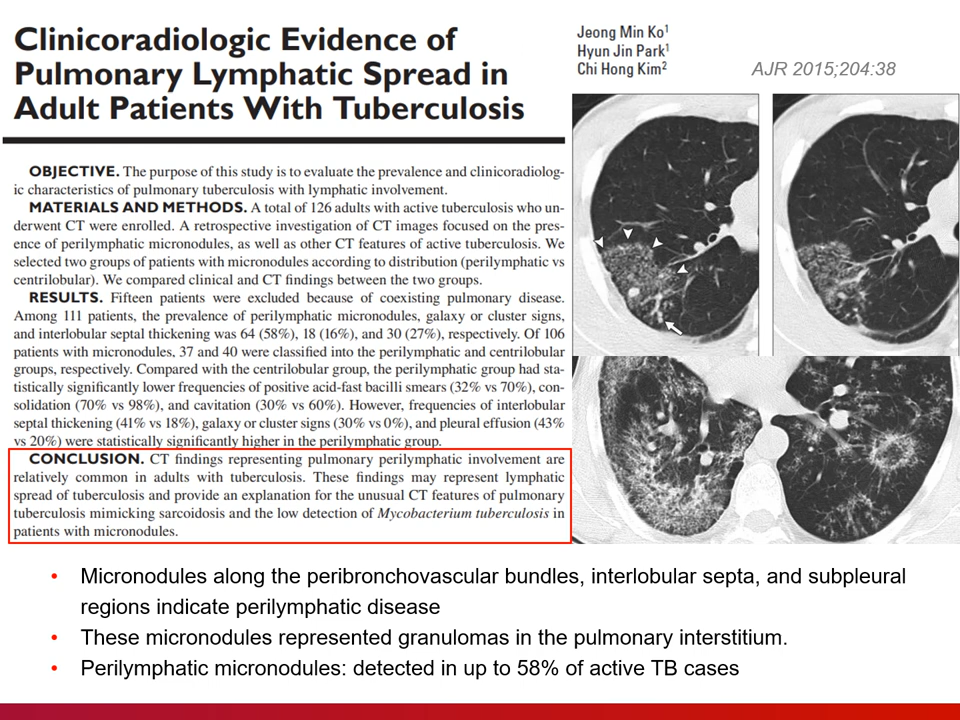 Clinicoradiologic Evidence of
Pulmonary Lymphatic Spread in
Adult Patients With Tuberculosis
Jeong Min Ko1
Hyun Jin Park1
Chi Hong Kim2
AJR 2015;204:38
OBJECTIVE. The purpose of this study is to evaluate the prevalence and clinicoradiolog-
ic characteristics of pulmonary tuberculosis with lymphatic involvement.
MATERIALS AND METHODS. A total of 126 adults with active tuberculosis who un-
derwent CT were enrolled. A retrospective investigation of CT images focused on the pres-
ence of perilymphatic micronodules, as well as other CT features of active tuberculosis. We
selected two groups of patients with micronodules according to distribution (perilymphatic vs
centrilobular). We compared clinical and CT findings between the two groups.
RESULTS. Fifteen patients were excluded because of coexisting pulmonary disease.
Among 111 patients, the prevalence of perilymphatic micronodules, galaxy or cluster signs,
and interlobular septal thickening was 64 (58%), 18 (16%), and 30 (27%), respectively. Of 106
patients with micronodules, 37 and 40 were classified into the perilymphatic and centrilobular
groups, respectively. Compared with the centrilobular group, the perilymphatic group had sta-
tistically significantly lower frequencies of positive acid-fast bacilli smears (32% vs 70%), con-
solidation (70% vs 98%), and cavitation (30% vs 60%). However, frequencies of interlobular
septal thickening (41% vs 18%), galaxy or cluster signs (30% vs 0%), and pleural effusion (43%
vs 20%) were statistically significantly higher in the perilymphatic group.
CONCLUSION. CT findings representing pulmonary perilymphatic involvement are
relatively common in adults with tuberculosis. These findings may represent lymphatic
spread of tuberculosis and provide an explanation for the unusual CT features of pulmonary
tuberculosis mimicking sarcoidosis and the low detection of Mycobacterium tuberculosis in
patients with micronodules.
• Micronodules along the peribronchovascular bundles, interlobular septa, and subpleural
regions indicate perilymphatic disease
• These micronodules represented granulomas in the pulmonary interstitium.
• Perilymphatic micronodules: detected in up to 58% of active TB cases